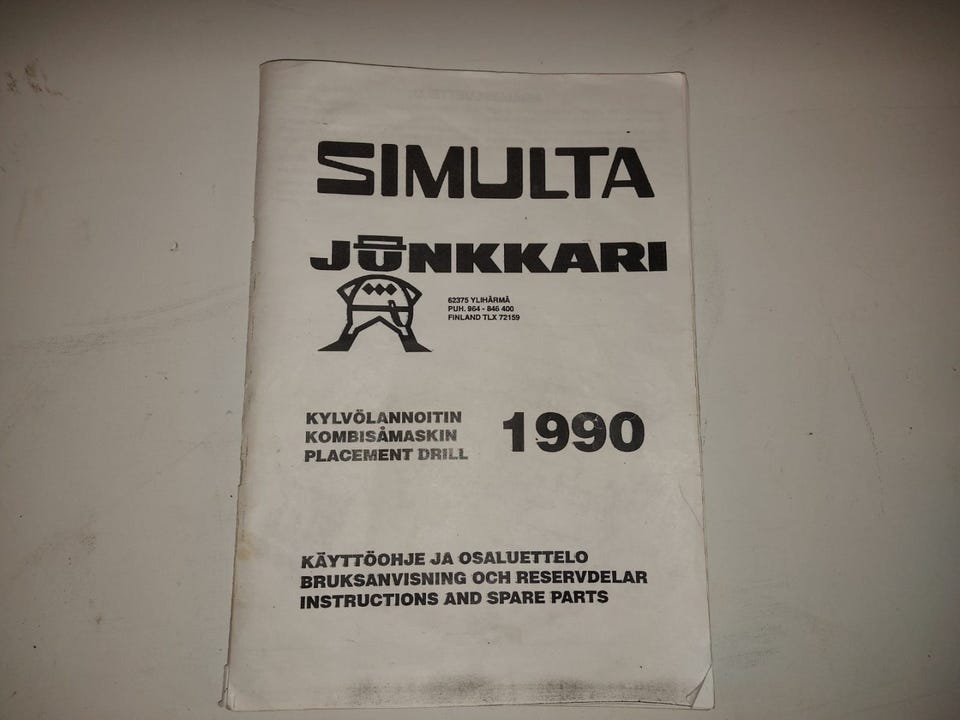 SIMULTA
JUNKKARI
62375 YLIHÄRMÄ
PUH. 964 - 846 400
FINLAND TLX 72159
KYLVÖLANNOITIN
KOMBISÅMASKIN
PLACEMENT DRILL
1990
KÄYTTÖOHJE JA OSALUETTELO
BRUKSANVISNING OCH RESERVDELAR
INSTRUCTIONS AND SPARE PARTS